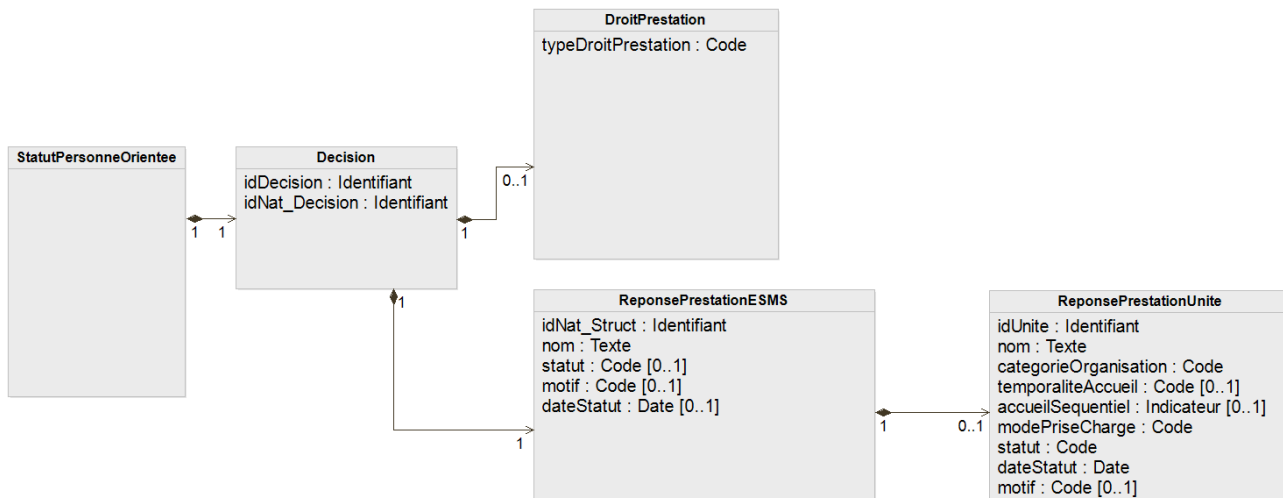 DroitPrestation
typeDroitPrestation : Code
0..1
StatutPersonneOrientee
1
1
Decision
idDecision : Identifiant
idNat_Decision : Identifiant
1
1
1
ReponsePrestationESMS
idNat_Struct : Identifiant
nom : Texte
statut : Code [0..1]
motif : Code [0..1]
dateStatut : Date [0..1]
1
0..1
ReponsePrestationUnite
idUnite : Identifiant
nom : Texte
categorieOrganisation : Code
temporaliteAccueil : Code [0..1]
accueilSequentiel : Indicateur [0..1]
modePriseCharge : Code
statut : Code
dateStatut : Date
motif : Code [0..1]